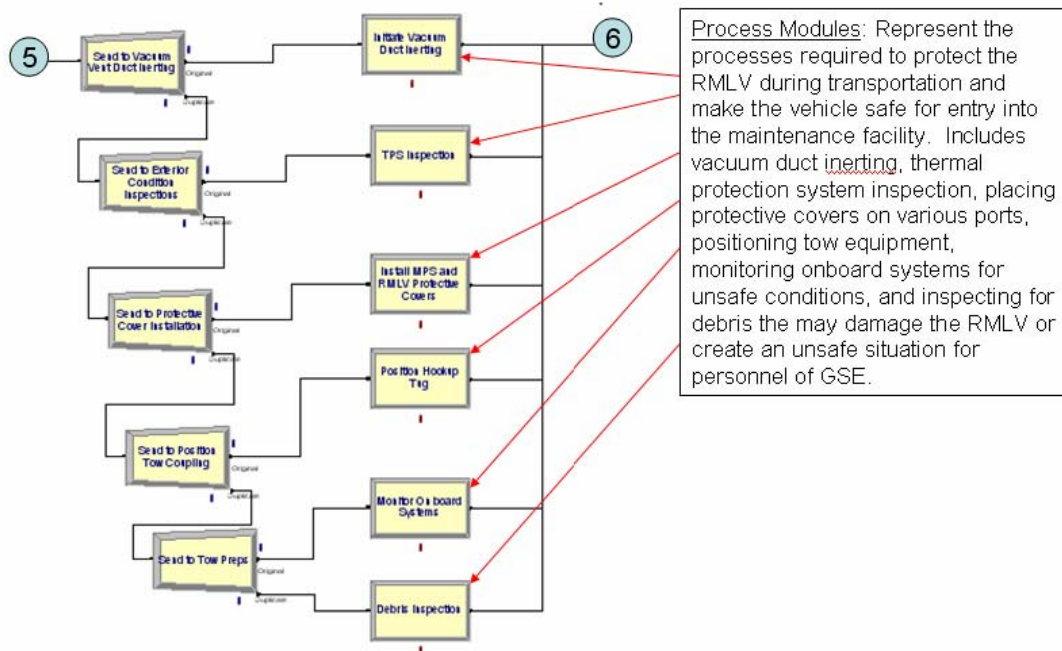 5
Send to Vacuum
Vent Duct Inerting
Original
Duplicate
Initiate Vacuum
Duct Inerting
6
Send to Exterior
Condition
Inspections
Original
Duplicate
TPS Inspection
Send to Protective
Cover Installation
Original
Duplicate
Install MPS and
RMLV Protective
Covers
Send to Position
Tow Coupling
Original
Duplicate
Position Hookup
Tug
Send to Tow Preps
Original
Duplicate
Monitor Onboard
Systems
Debris Inspection
Process Modules: Represent the
processes required to protect the
RMLV during transportation and
make the vehicle safe for entry into
the maintenance facility. Includes
vacuum duct inerting, thermal
protection system inspection, placing
protective covers on various ports,
positioning tow equipment,
monitoring onboard systems for
unsafe conditions, and inspecting for
debris the may damage the RMLV or
create an unsafe situation for
personnel of GSE.